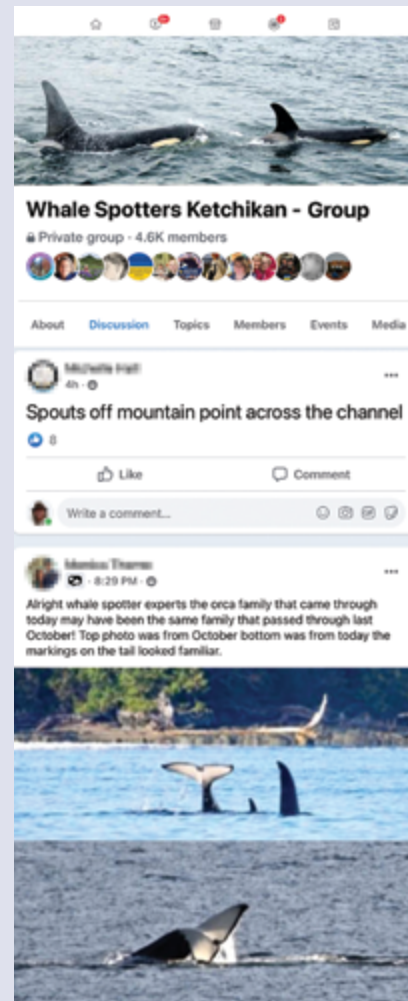 Whale Spotters Ketchikan - Group
Private group · 4.6K members
About Discussion Topics Members Events Media
4h ·
Spouts off mountain point across the channel
8
Like Comment
Write a comment...
· 8:29 PM ·
Alright whale spotter experts the orca family that came through
today may have been the same family that passed through last
October! Top photo was from October bottom was from today the
markings on the tail looked familiar.